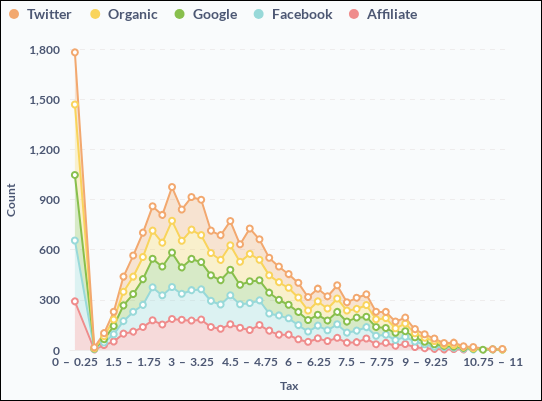 Twitter Organic Google Facebook Affiliate
1,800
1,500
1,200
900
600
300
0
Count
0 – 0.25 1.5 – 1.75 3 – 3.25 4.5 – 4.75 6 – 6.25 7.5 – 7.75 9 – 9.25 10.75 – 11
Tax